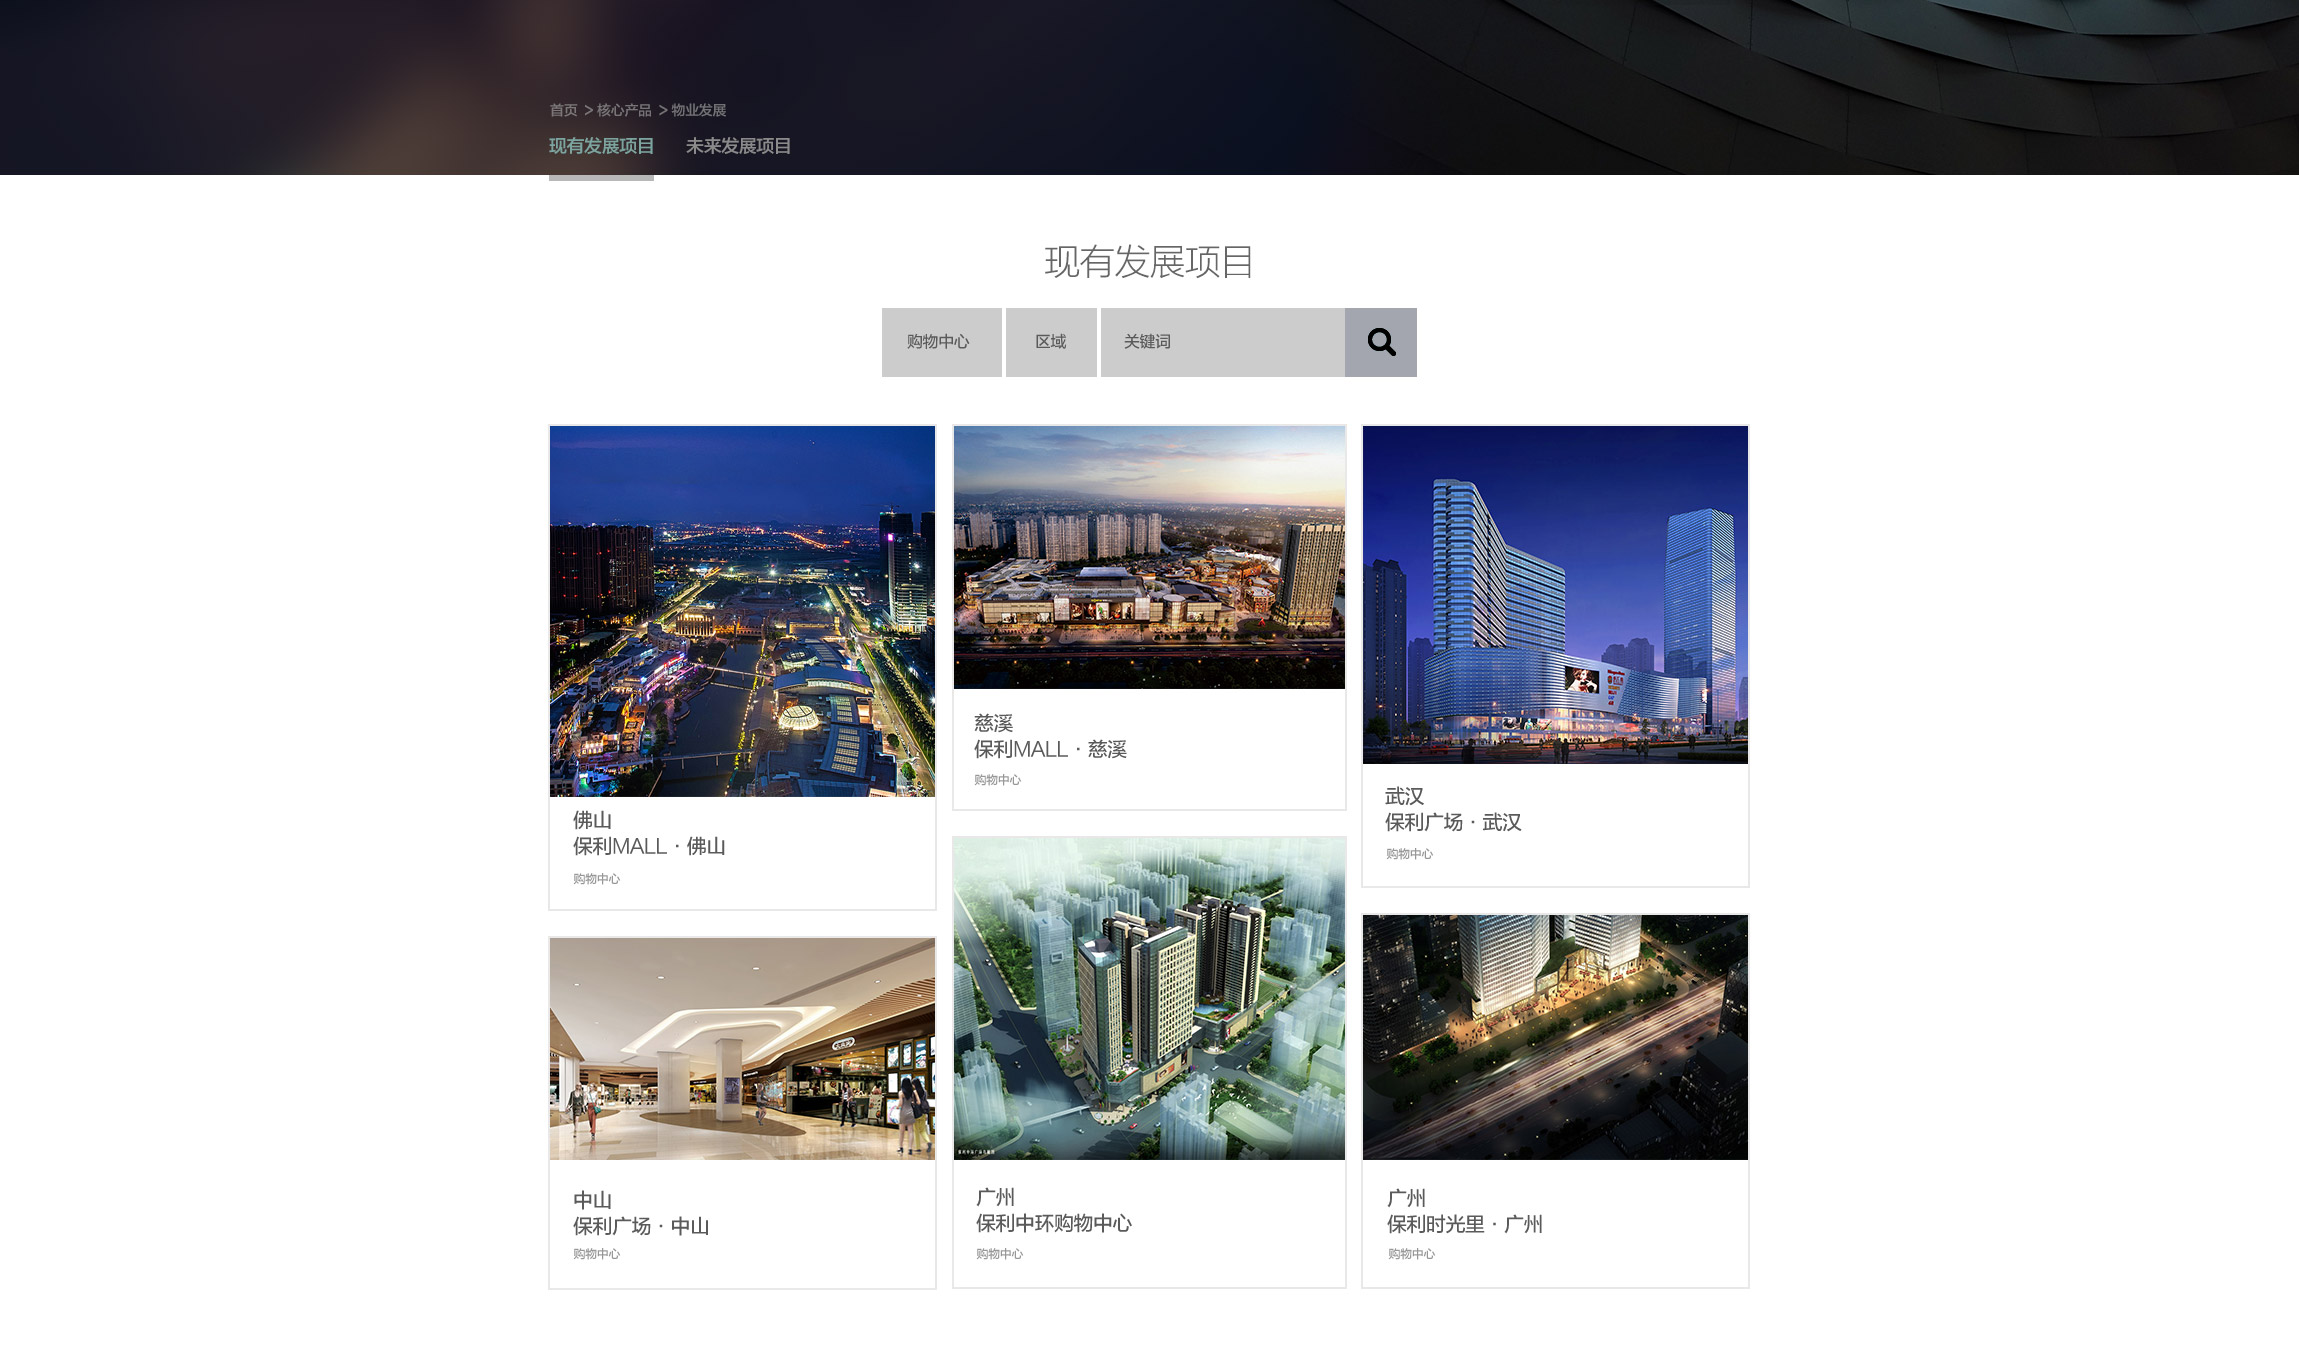 首页 > 核心产品 > 物业发展
现有发展项目
未来发展项目
现有发展项目
购物中心
区域
关键词
佛山
保利MALL · 佛山
购物中心
慈溪
保利MALL · 慈溪
购物中心
武汉
保利广场 · 武汉
购物中心
中山
保利广场 · 中山
购物中心
广州
保利中环购物中心
购物中心
广州
保利时光里 · 广州
购物中心